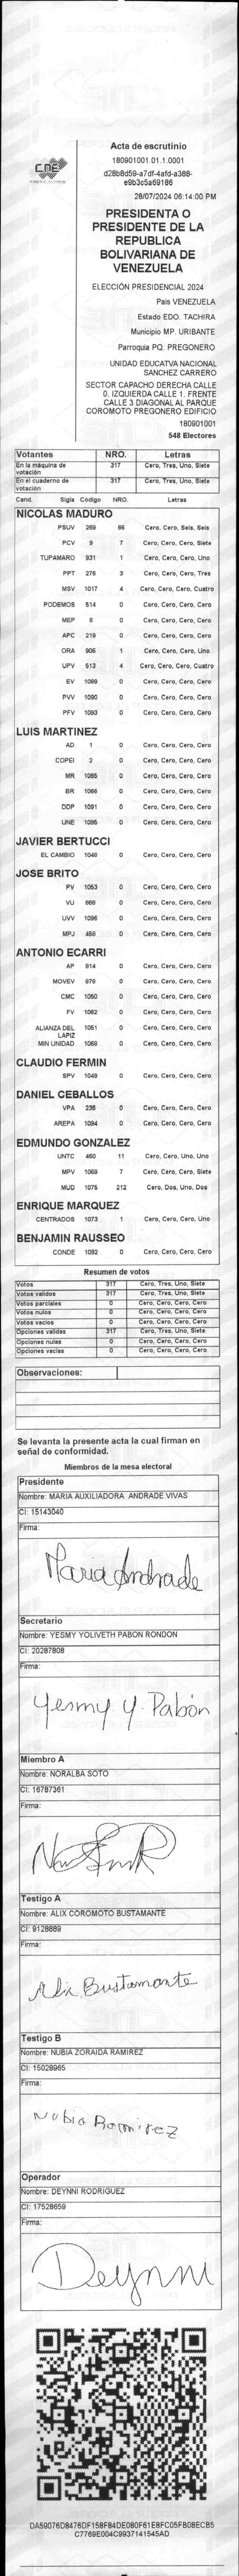 CNE
Acta de escrutinio
180901001.01.1.0001
d28b8d59-a7df-4afd-a388-
e9b3c5a69186
28/07/2024 06:14:00 PM
PRESIDENTA O
PRESIDENTE DE LA
REPUBLICA
BOLIVARIANA DE
VENEZUELA
ELECCIÓN PRESIDENCIAL 2024
Pais VENEZUELA
Estado EDO. TACHIRA
Municipio MP. URIBANTE
Parroquia PQ. PREGONERO
UNIDAD EDUCATVA NACIONAL
SANCHEZ CARRERO
SECTOR CAPACHO DERECHA CALLE
0. IZQUIERDA CALLE 1. FRENTE
CALLE 3 DIAGONAL AL PARQUE
COROMOTO PREGONERO EDIFICIO
180901001
548 Electores
Votantes NRO. Letras
En la máquina de votación 317 Cero, Tres, Uno, Siete
En el cuaderno de votación 317 Cero, Tres, Uno, Siete
Cand. Sigla Código NRO. Letras
NICOLAS MADURO
PSUV 269 66 Cero, Cero, Seis, Seis
PCV 9 7 Cero, Cero, Cero, Siete
TUPAMARO 931 1 Cero, Cero, Cero, Uno
PPT 276 3 Cero, Cero, Cero, Tres
MSV 1017 4 Cero, Cero, Cero, Cuatro
PODEMOS 514 0 Cero, Cero, Cero, Cero
MEP 6 0 Cero, Cero, Cero, Cero
APC 219 0 Cero, Cero, Cero, Cero
ORA 906 1 Cero, Cero, Cero, Uno
UPV 513 4 Cero, Cero, Cero, Cuatro
EV 1089 0 Cero, Cero, Cero, Cero
PVV 1090 0 Cero, Cero, Cero, Cero
PFV 1093 0 Cero, Cero, Cero, Cero
LUIS MARTINEZ
AD 1 0 Cero, Cero, Cero, Cero
COPEI 2 0 Cero, Cero, Cero, Cero
MR 1065 0 Cero, Cero, Cero, Cero
BR 1066 0 Cero, Cero, Cero, Cero
DDP 1091 0 Cero, Cero, Cero, Cero
UNE 1095 0 Cero, Cero, Cero, Cero
JAVIER BERTUCCI
EL CAMBIO 1048 0 Cero, Cero, Cero, Cero
JOSE BRITO
PV 1053 0 Cero, Cero, Cero, Cero
VU 868 0 Cero, Cero, Cero, Cero
UVV 1096 0 Cero, Cero, Cero, Cero
MPJ 458 0 Cero, Cero, Cero, Cero
ANTONIO ECARRI
AP 814 0 Cero, Cero, Cero, Cero
MOVEV 879 0 Cero, Cero, Cero, Cero
CMC 1050 0 Cero, Cero, Cero, Cero
FV 1062 0 Cero, Cero, Cero, Cero
ALIANZA DEL LAPIZ 1051 0 Cero, Cero, Cero, Cero
MIN UNIDAD 1068 0 Cero, Cero, Cero, Cero
CLAUDIO FERMIN
SPV 1049 0 Cero, Cero, Cero, Cero
DANIEL CEBALLOS
VPA 236 0 Cero, Cero, Cero, Cero
AREPA 1094 0 Cero, Cero, Cero, Cero
EDMUNDO GONZALEZ
UNTC 460 11 Cero, Cero, Uno, Uno
MPV 1069 7 Cero, Cero, Cero, Siete
MUD 1075 212 Cero, Dos, Uno, Dos
ENRIQUE MARQUEZ
CENTRADOS 1073 1 Cero, Cero, Cero, Uno
BENJAMIN RAUSSEO
CONDE 1092 0 Cero, Cero, Cero, Cero
Resumen de votos
Votos 317 Cero, Tres, Uno, Siete
Votos validos 317 Cero, Tres, Uno, Siete
Votos parciales 0 Cero, Cero, Cero, Cero
Votos nulos 0 Cero, Cero, Cero, Cero
Votos vacios 0 Cero, Cero, Cero, Cero
Opciones validas 317 Cero, Tres, Uno, Siete
Opciones nulas 0 Cero, Cero, Cero, Cero
Opciones vacias 0 Cero, Cero, Cero, Cero
Observaciones:
Se levanta la presente acta la cual firman en
señal de conformidad.
Miembros de la mesa electoral
Presidente
Nombre: MARIA AUXILIADORA ANDRADE VIVAS
CI: 15143040
Firma:
Maria Andrade
Secretario
Nombre: YESMY YOLIVETH PABON RONDON
CI: 20287808
Firma:
Yesmy y. Pabón
Miembro A
Nombre: NORALBA SOTO
CI: 16787361
Firma:
Testigo A
Nombre: ALIX COROMOTO BUSTAMANTE
CI: 9128889
Firma:
Alix Bustamante
Testigo B
Nombre: NUBIA ZORAIDA RAMIREZ
CI: 15028965
Firma:
Nubia Ramirez
Operador
Nombre: DEYNNI RODRIGUEZ
CI: 17528659
Firma:
Deynni
DA59076D8476DF158F84DE080F61E8FC05FB08ECB5
C7769E004C9937141545AD